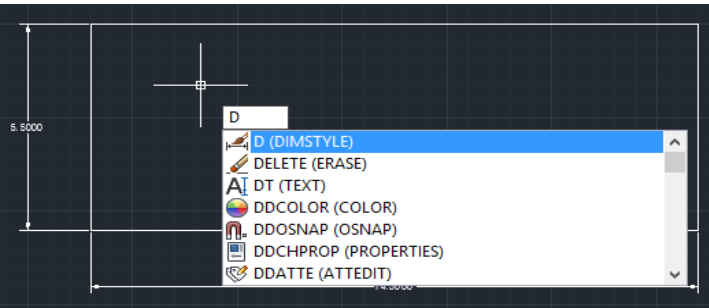 5.5000
D
D (DIMSTYLE)
DELETE (ERASE)
DT (TEXT)
DDCOLOR (COLOR)
DDOSNAP (OSNAP)
DDCHPROP (PROPERTIES)
DDATTE (ATTEDIT)